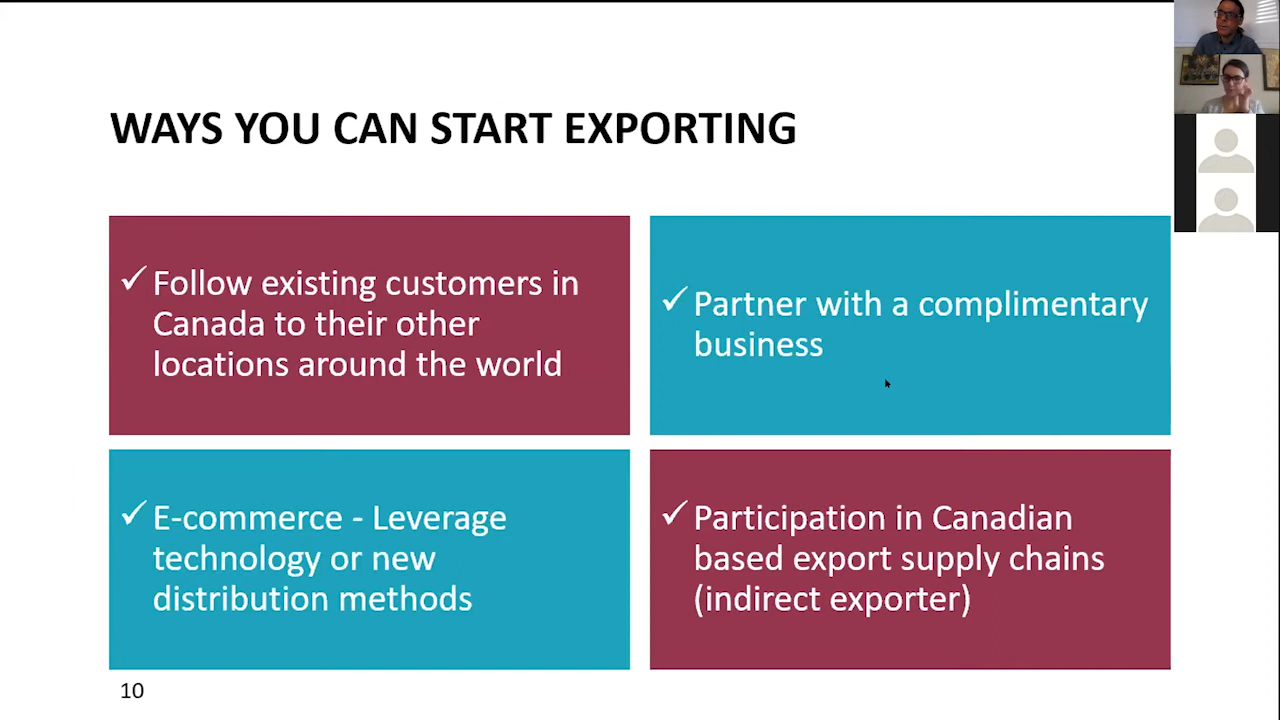 WAYS YOU CAN START EXPORTING
✓ Follow existing customers in
Canada to their other
locations around the world
✓ Partner with a complimentary
business
✓ E-commerce - Leverage
technology or new
distribution methods
✓ Participation in Canadian
based export supply chains
(indirect exporter)
10